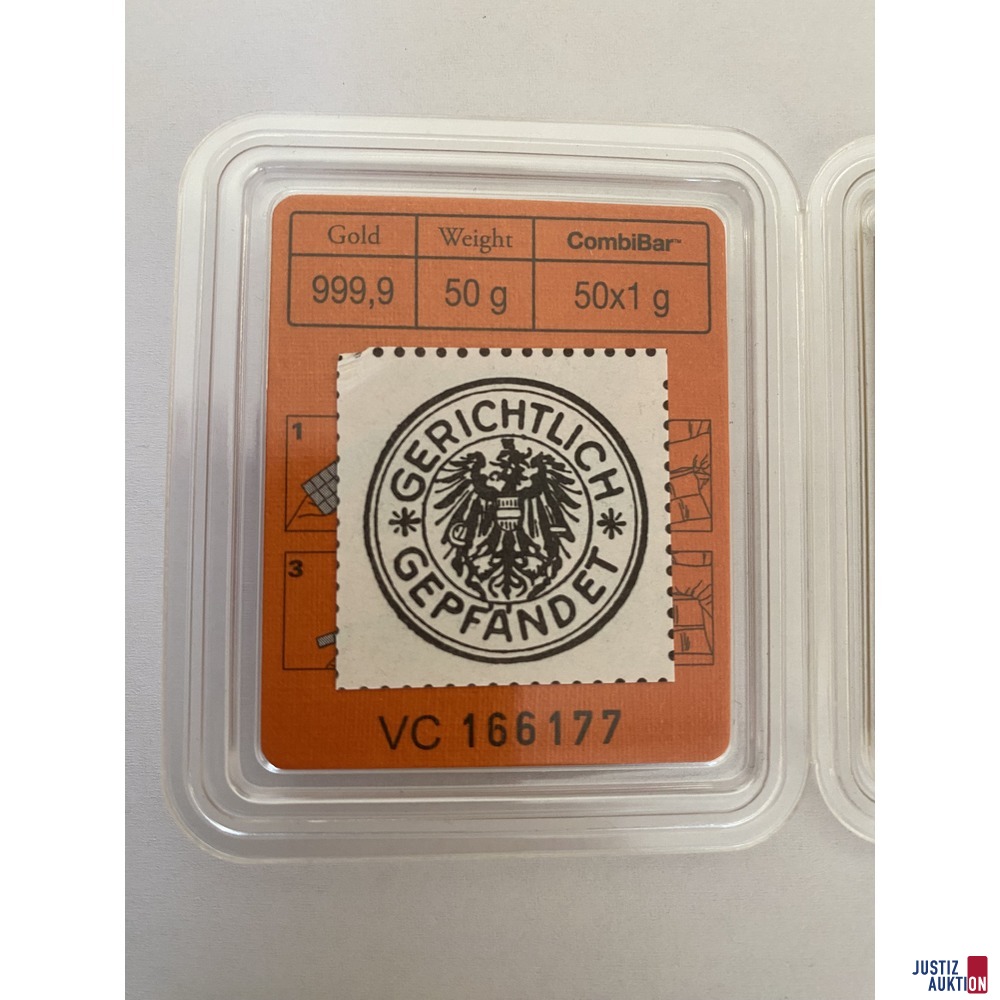 Gold Weight CombiBar™
999,9 50 g 50x1 g
GERICHTLICH
GEPFÄNDET
1
3
VC 166177
JUSTIZ
AUKTION